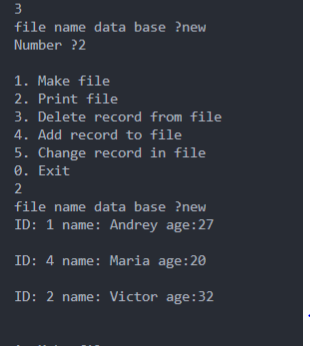 3
file name data base ?new
Number ?2
1. Make file
2. Print file
3. Delete record from file
4. Add record to file
5. Change record in file
0. Exit
2
file name data base ?new
ID: 1 name: Andrey age:27
ID: 4 name: Maria age:20
ID: 2 name: Victor age:32